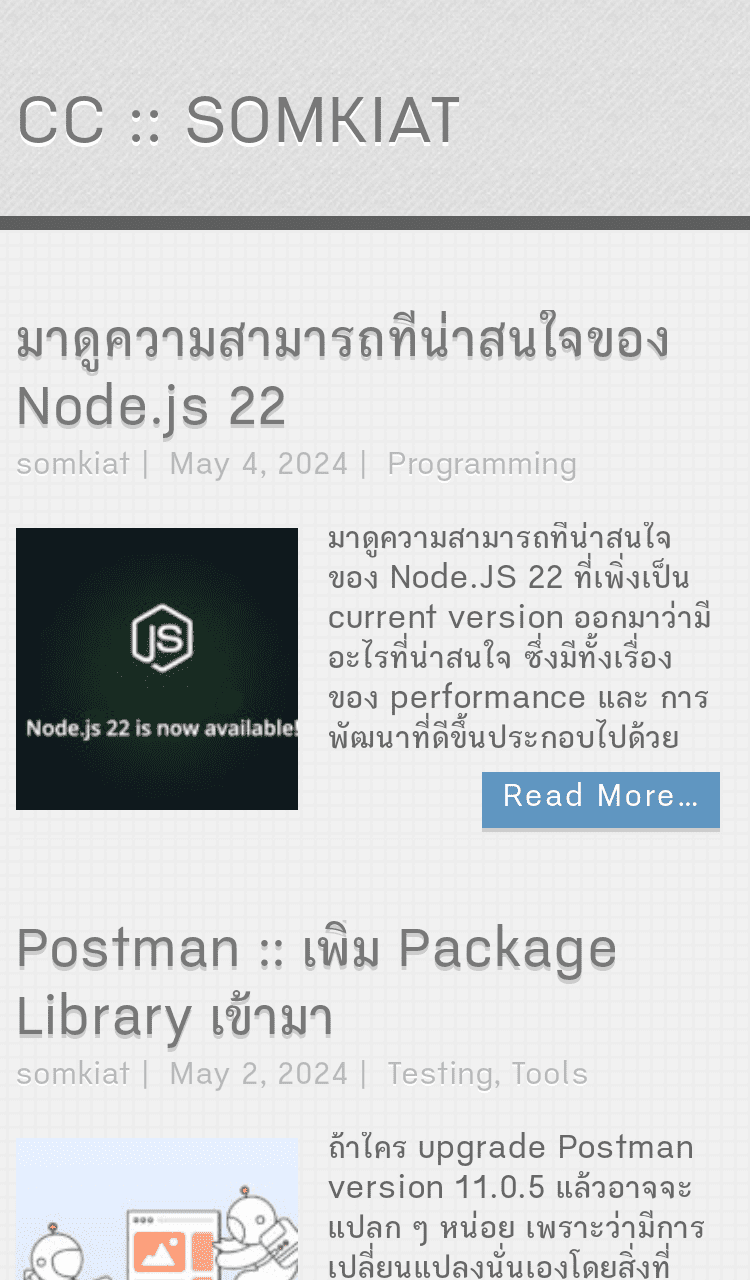 CC :: SOMKIAT
มาดูความสามารถที่น่าสนใจของ
Node.js 22
somkiat | May 4, 2024 | Programming
มาดูความสามารถที่น่าสนใจ
ของ Node.JS 22 ที่เพิ่งเป็น
current version ออกมาว่ามี
อะไรที่น่าสนใจ ซึ่งมีทั้งเรื่อง
ของ performance และ การ
พัฒนาที่ดีขึ้นประกอบไปด้วย
JS
Node.js 22 is now available!
Read More...
Postman :: เพิ่ม Package
Library เข้ามา
somkiat | May 2, 2024 | Testing, Tools
ถ้าใคร upgrade Postman
version 11.0.5 แล้วอาจจะ
แปลก ๆ หน่อย เพราะว่ามีการ
เปลี่ยนแปลงนั่นเองโดยสิ่งที่